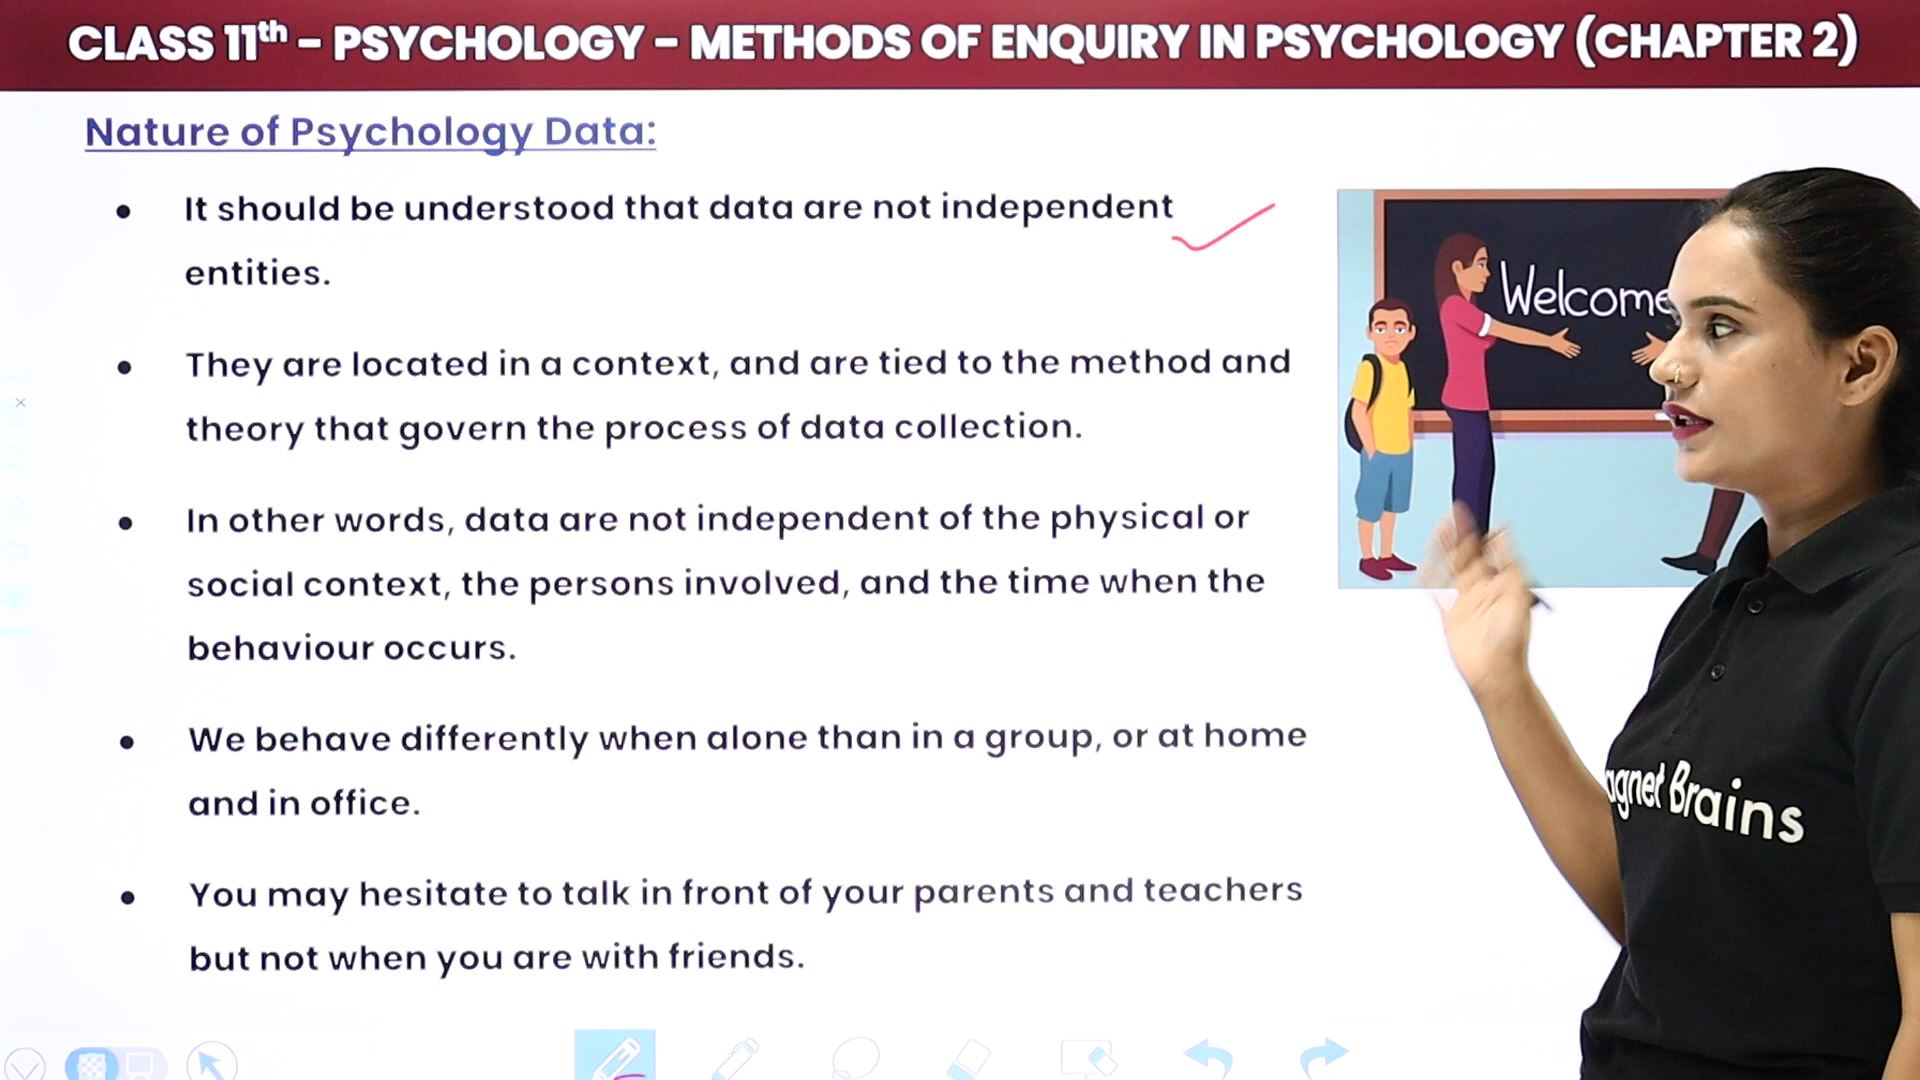 CLASS 11th – PSYCHOLOGY – METHODS OF ENQUIRY IN PSYCHOLOGY (CHAPTER 2)
Nature of Psychology Data:
• It should be understood that data are not independent
entities.
• They are located in a context, and are tied to the method and
theory that govern the process of data collection.
• In other words, data are not independent of the physical or
social context, the persons involved, and the time when the
behaviour occurs.
• We behave differently when alone than in a group, or at home
and in office.
• You may hesitate to talk in front of your parents and teachers
but not when you are with friends.
Welcome
agnet Brains